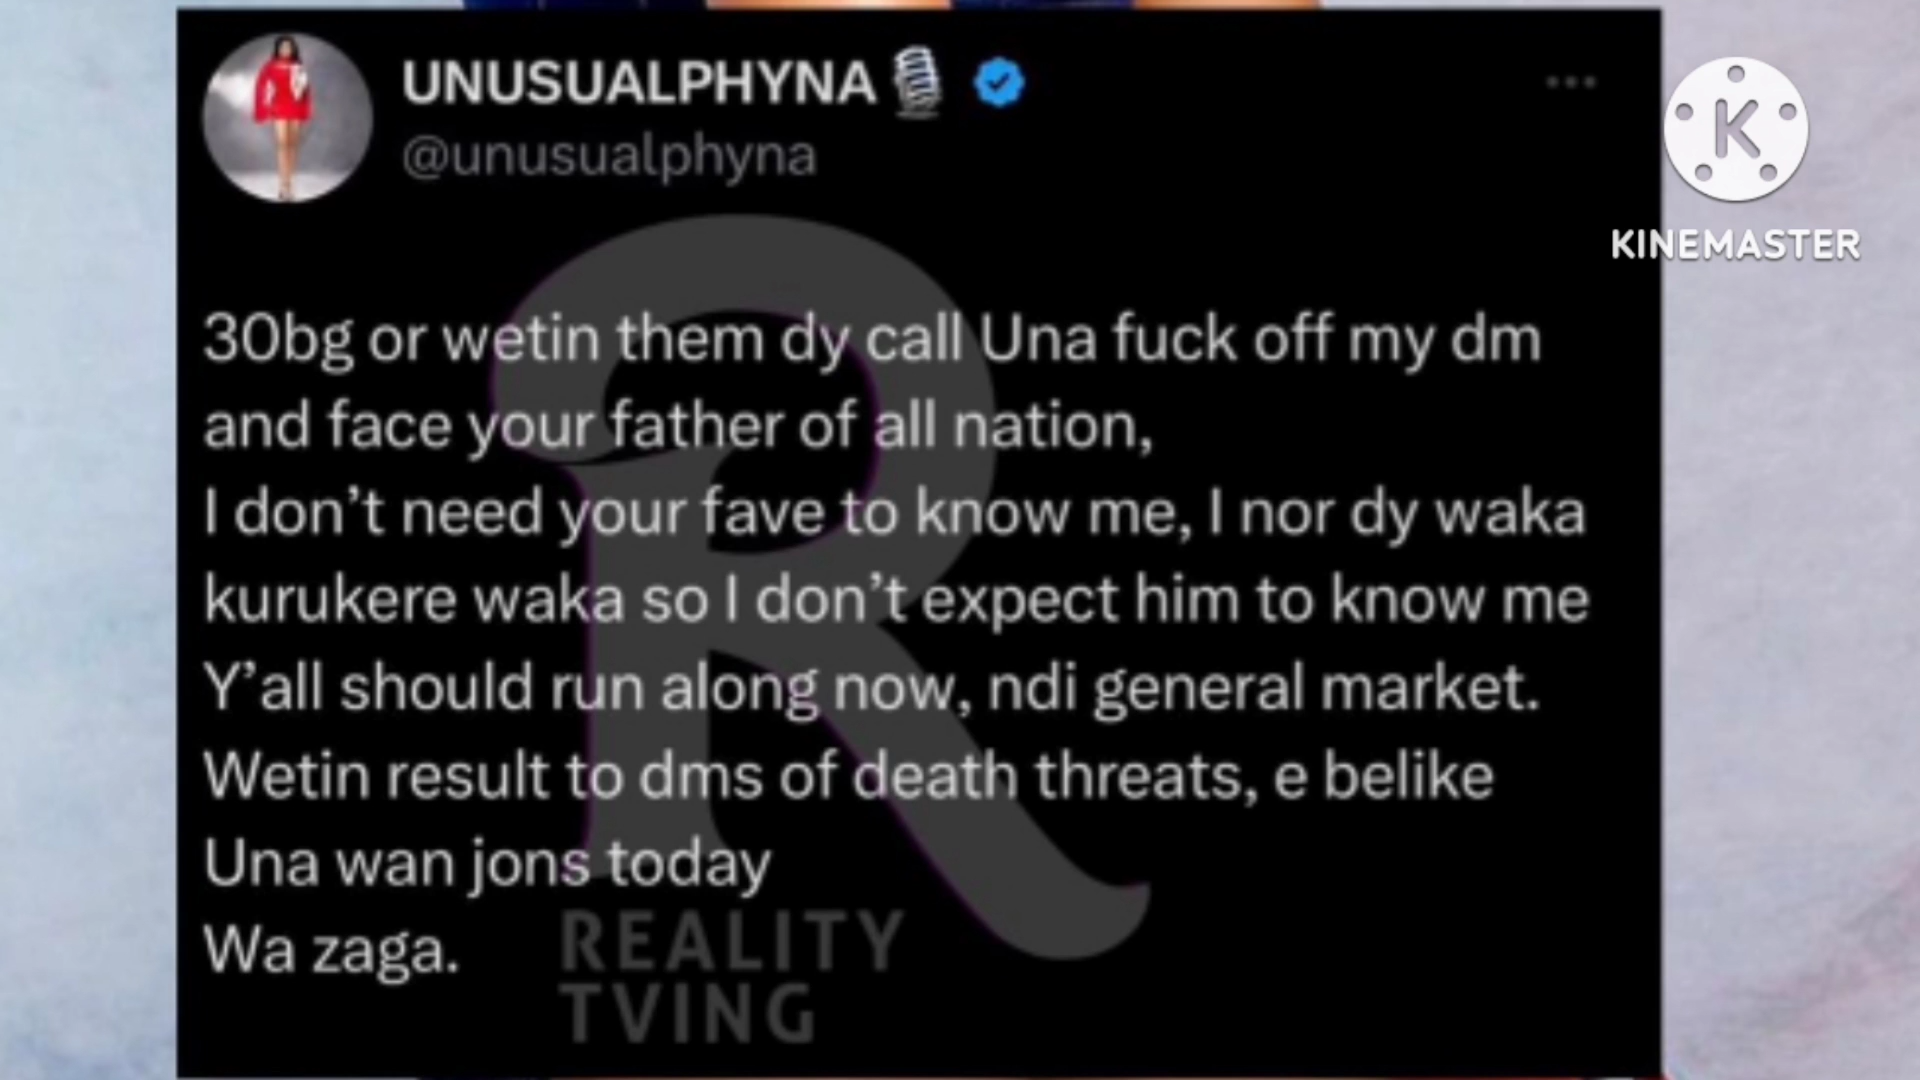 UNUSUALPHYNA
@unusualphyna
K
KINEMASTER
30bg or wetin them dy call Una fuck off my dm
and face your father of all nation,
I don’t need your fave to know me, I nor dy waka
kurukere waka so I don’t expect him to know me
Y’all should run along now, ndi general market.
Wetin result to dms of death threats, e belike
Una wan jons today
Wa zaga.
R
REALITY
TVING